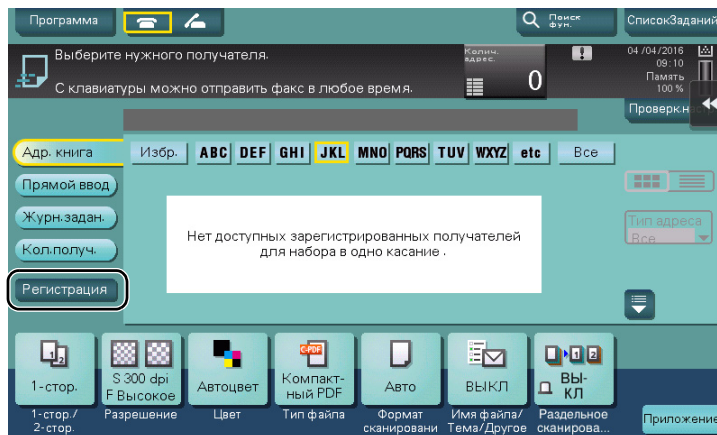 Программа
Поиск
фун.
СписокЗаданий
Выберите нужного получателя.
С клавиатуры можно отправить факс в любое время.
Колич.
адрес.
0
04/04/2016
09:10
Память
100 %
Проверк.н
Адр. книга
Избр.
ABC DEF GHI JKL MNO PQRS TUV WXYZ etc
Все
Прямой ввод
Журн.задан.
Кол.получ.
Регистрация
Нет доступных зарегистрированных получателей
для набора в одно касание .
Тип адреса
Все
1-стор.
S 300 dpi
F Высокое
Автоцвет
C-PDF
Компакт-
ный PDF
Авто
ВЫКЛ
ВЫ-
КЛ
1-стор./
2-стор.
Разрешение
Цвет
Тип файла
Формат
сканировани
Имя файла/
Тема/Другое
Раздельное
сканирова...
Приложение